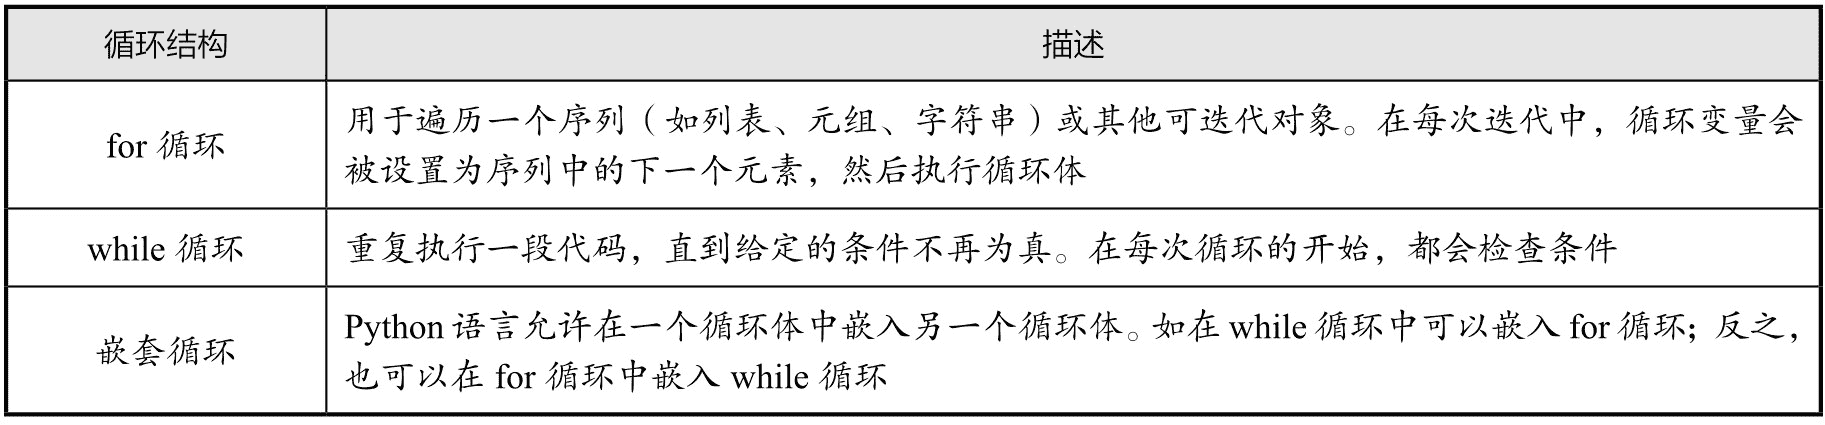 循环结构 描述
for 循环
用于遍历一个序列（如列表、元组、字符串）或其他可迭代对象。在每次迭代中，循环变量会
被设置为序列中的下一个元素，然后执行循环体
while 循环 重复执行一段代码，直到给定的条件不再为真。在每次循环的开始，都会检查条件
嵌套循环
Python 语言允许在一个循环体中嵌入另一个循环体。如在 while 循环中可以嵌入 for 循环；反之，
也可以在 for 循环中嵌入 while 循环